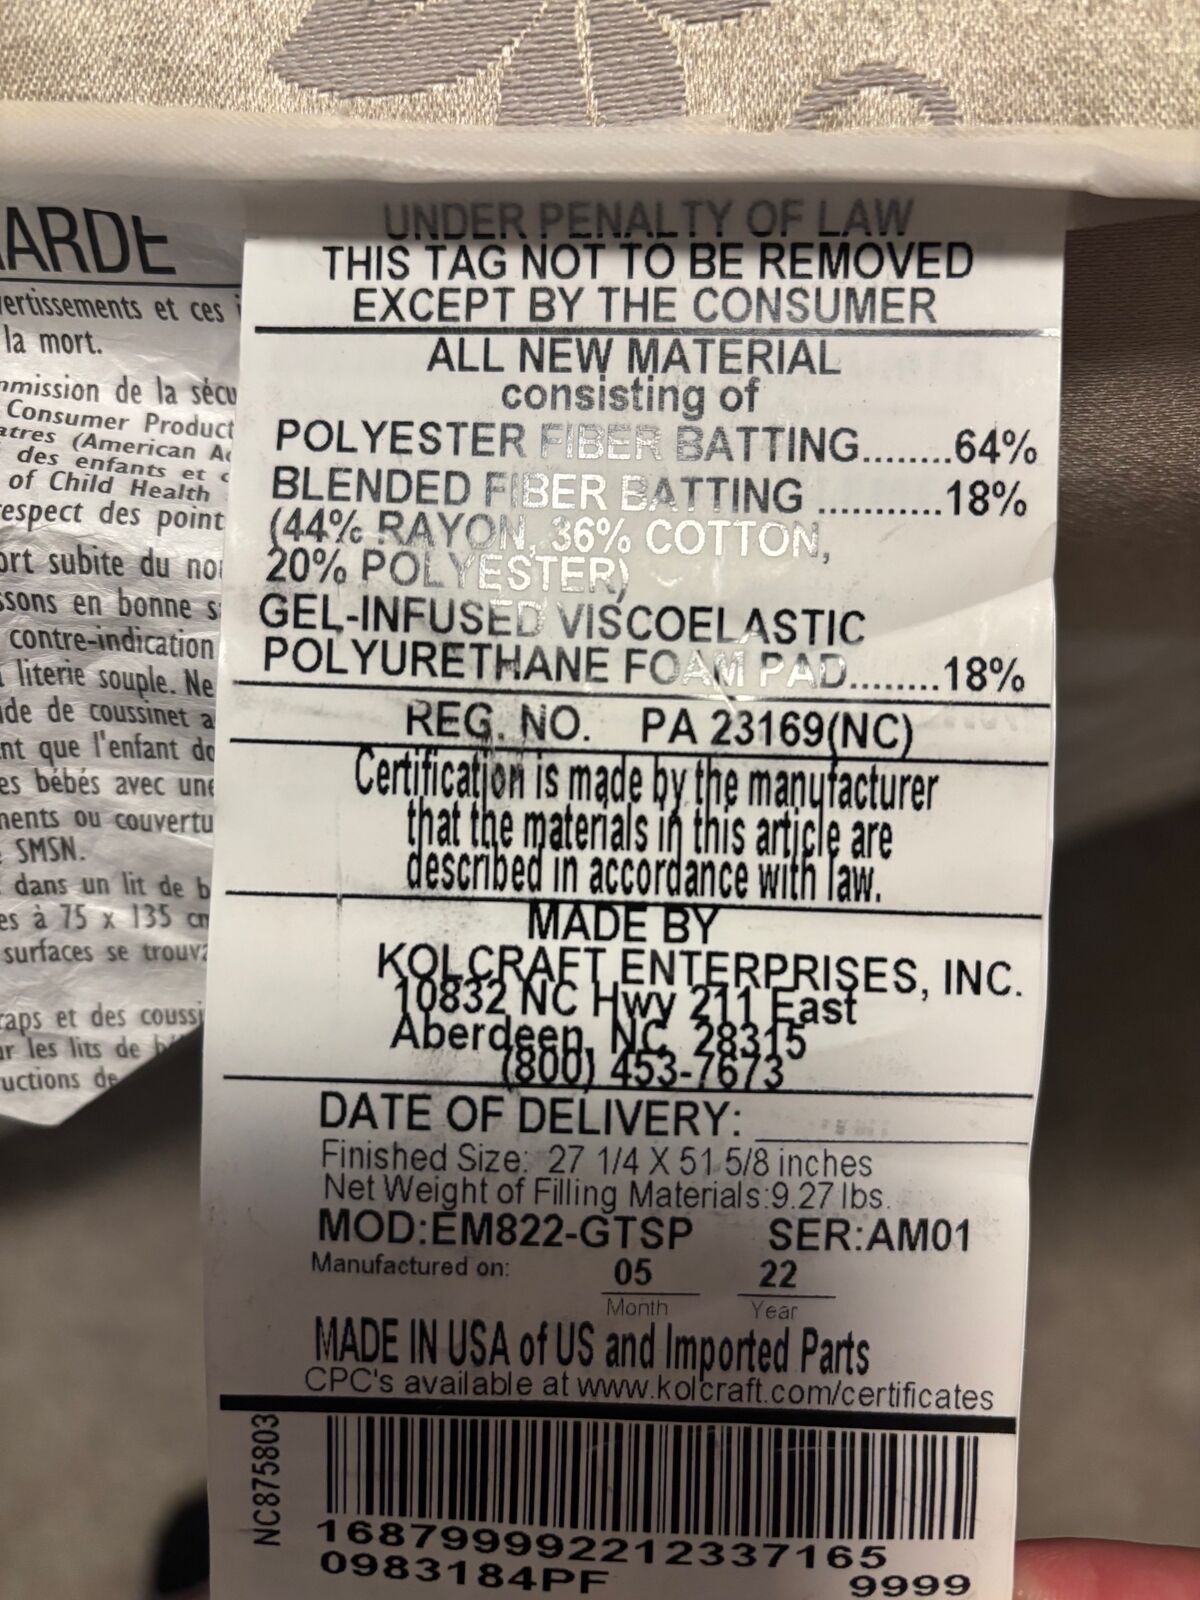 ARDE
ertissements et ces
la mort.
mmission de la sécu
Consumer Product
atres (American A
des enfants et
of Child Health
respect des point
ort subite du no
ssons en bonne s
contre-indication
literie souple. Ne
de de coussinet a
nt que l'enfant do
es bébés avec une
ments ou couvertu
SMSN.
dans un lit de b
es à 75 x 135 cm
surfaces se trouv
raps et des coussi
ur les lits de
uctions de
UNDER PENALTY OF LAW
THIS TAG NOT TO BE REMOVED
EXCEPT BY THE CONSUMER
ALL NEW MATERIAL
consisting of
POLYESTER FIBER BATTING........64%
BLENDED FIBER BATTING ...........18%
(44% RAYON, 36% COTTON,
20% POLYESTER)
GEL-INFUSED VISCOELASTIC
POLYURETHANE FOAM PAD........18%
REG. NO. PA 23169(NC)
Certification is made by the manufacturer
that the materials in this article are
described in accordance with law.
MADE BY
KOLCRAFT ENTERPRISES, INC.
10832 NC Hwy 211 East
Aberdeen, NC 28315
(800) 453-7673
DATE OF DELIVERY:
Finished Size: 27 1/4 X 51 5/8 inches
Net Weight of Filling Materials:9.27 lbs.
MOD:EM822-GTSP SER:AM01
Manufactured on: 05 22
Month Year
MADE IN USA of US and Imported Parts
CPC's available at www.kolcraft.com/certificates
NC875803
16879999221233​7165
0983184PF 9999